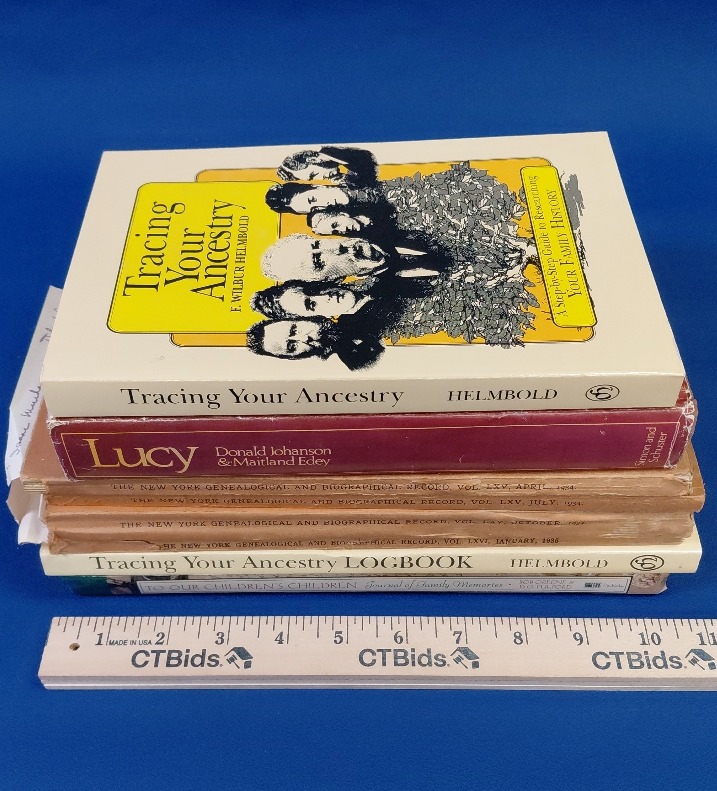 Tracing
Your
Ancestry
F. WILBUR HELMBOLD
A Step-by-Step Guide to Researching
YOUR FAMILY HISTORY
Tracing Your Ancestry HELMBOLD
Lucy Donald Johanson
& Maitland Edey
Simon and
Schuster
THE NEW YORK GENEALOGICAL AND BIOGRAPHICAL RECORD, VOL. LXV, APRIL, 1934
THE NEW YORK GENEALOGICAL AND BIOGRAPHICAL RECORD, VOL. LXV, JULY, 1934
THE NEW YORK GENEALOGICAL AND BIOGRAPHICAL RECORD, VOL. LXV, OCTOBER, 1934
THE NEW YORK GENEALOGICAL AND BIOGRAPHICAL RECORD, VOL. LXVI, JANUARY, 1935
Tracing Your Ancestry LOGBOOK HELMBOLD
TO OUR CHILDREN'S CHILDREN Journal of Family Memories • BOB GREENE &
D.G. FULFORD
1 MADE IN USA 2 3 4 5 6 7 8 9 10 11
CTBids. CTBids. CTBids.